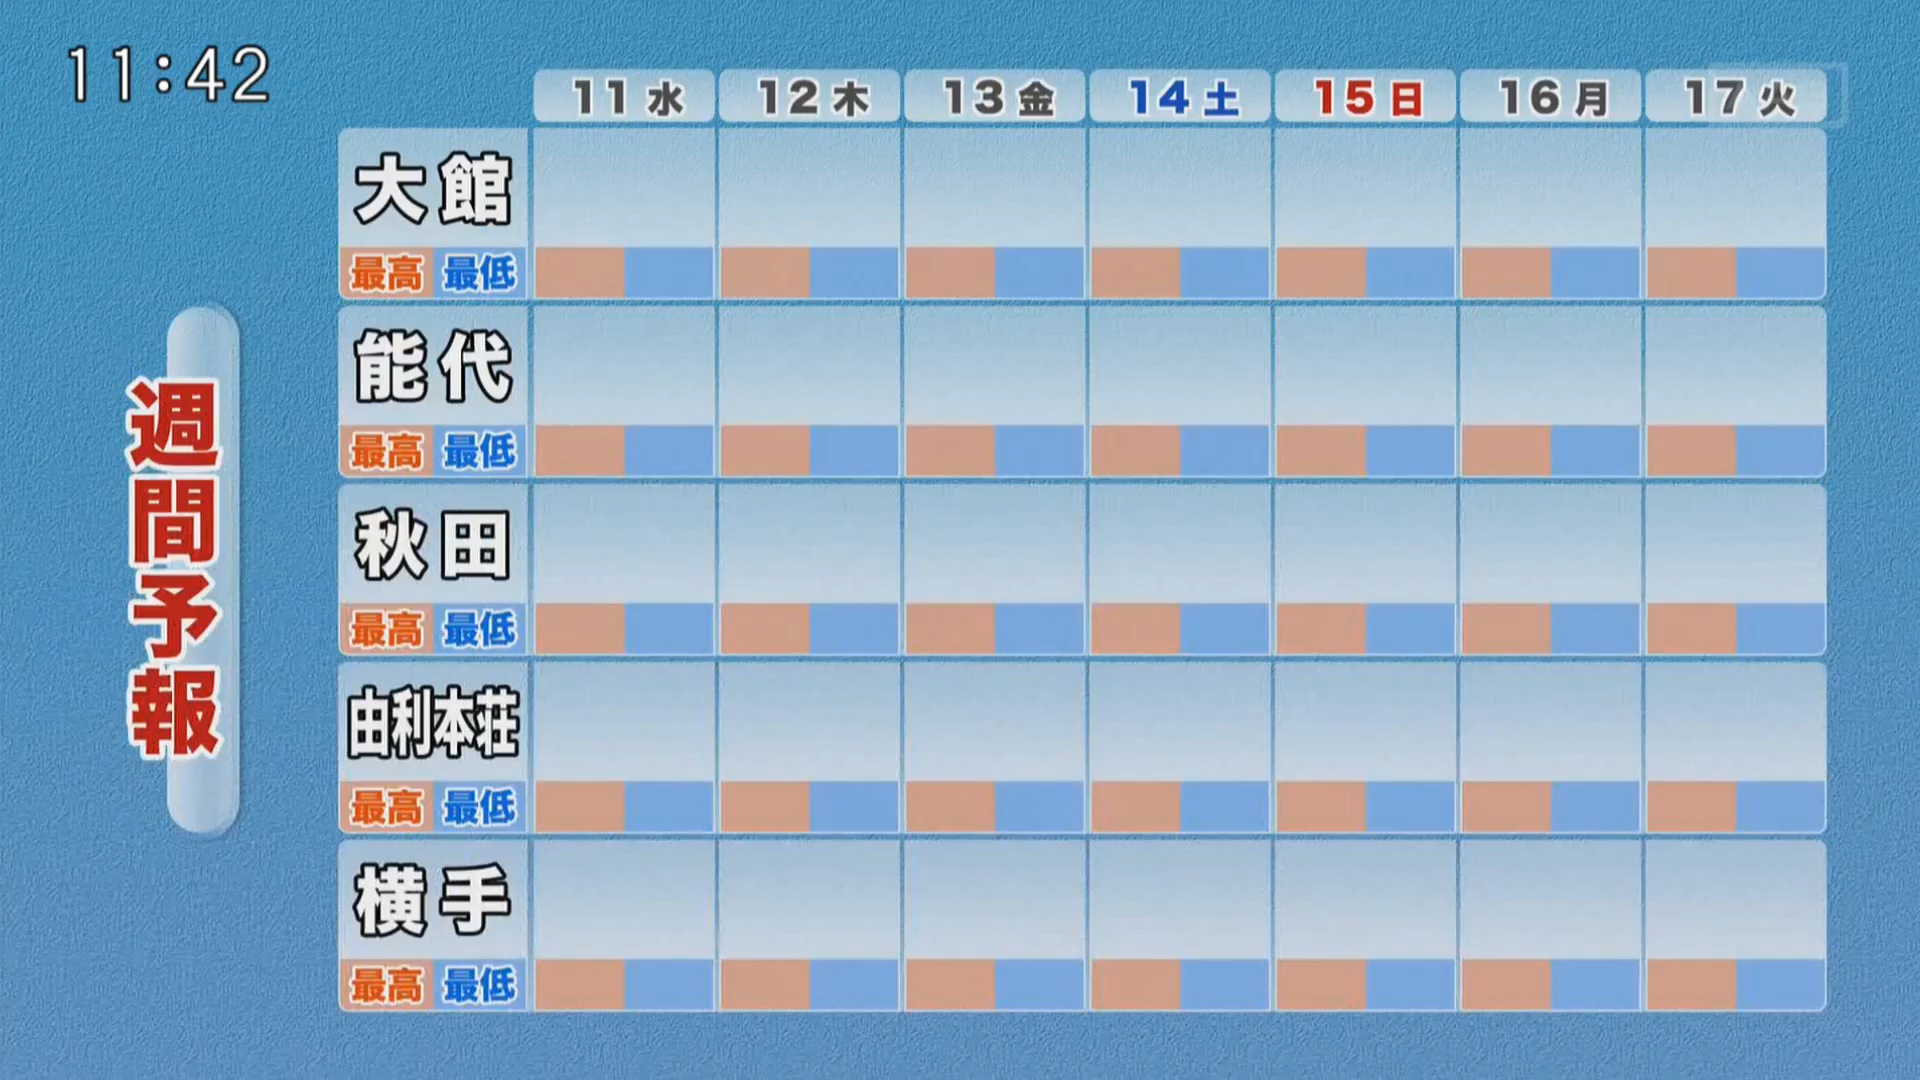 11:42
11 水 12 木 13 金 14 土 15 日 16 月 17 火
週間予報
大館
最高 最低
能代
最高 最低
秋田
最高 最低
由利本荘
最高 最低
横手
最高 最低